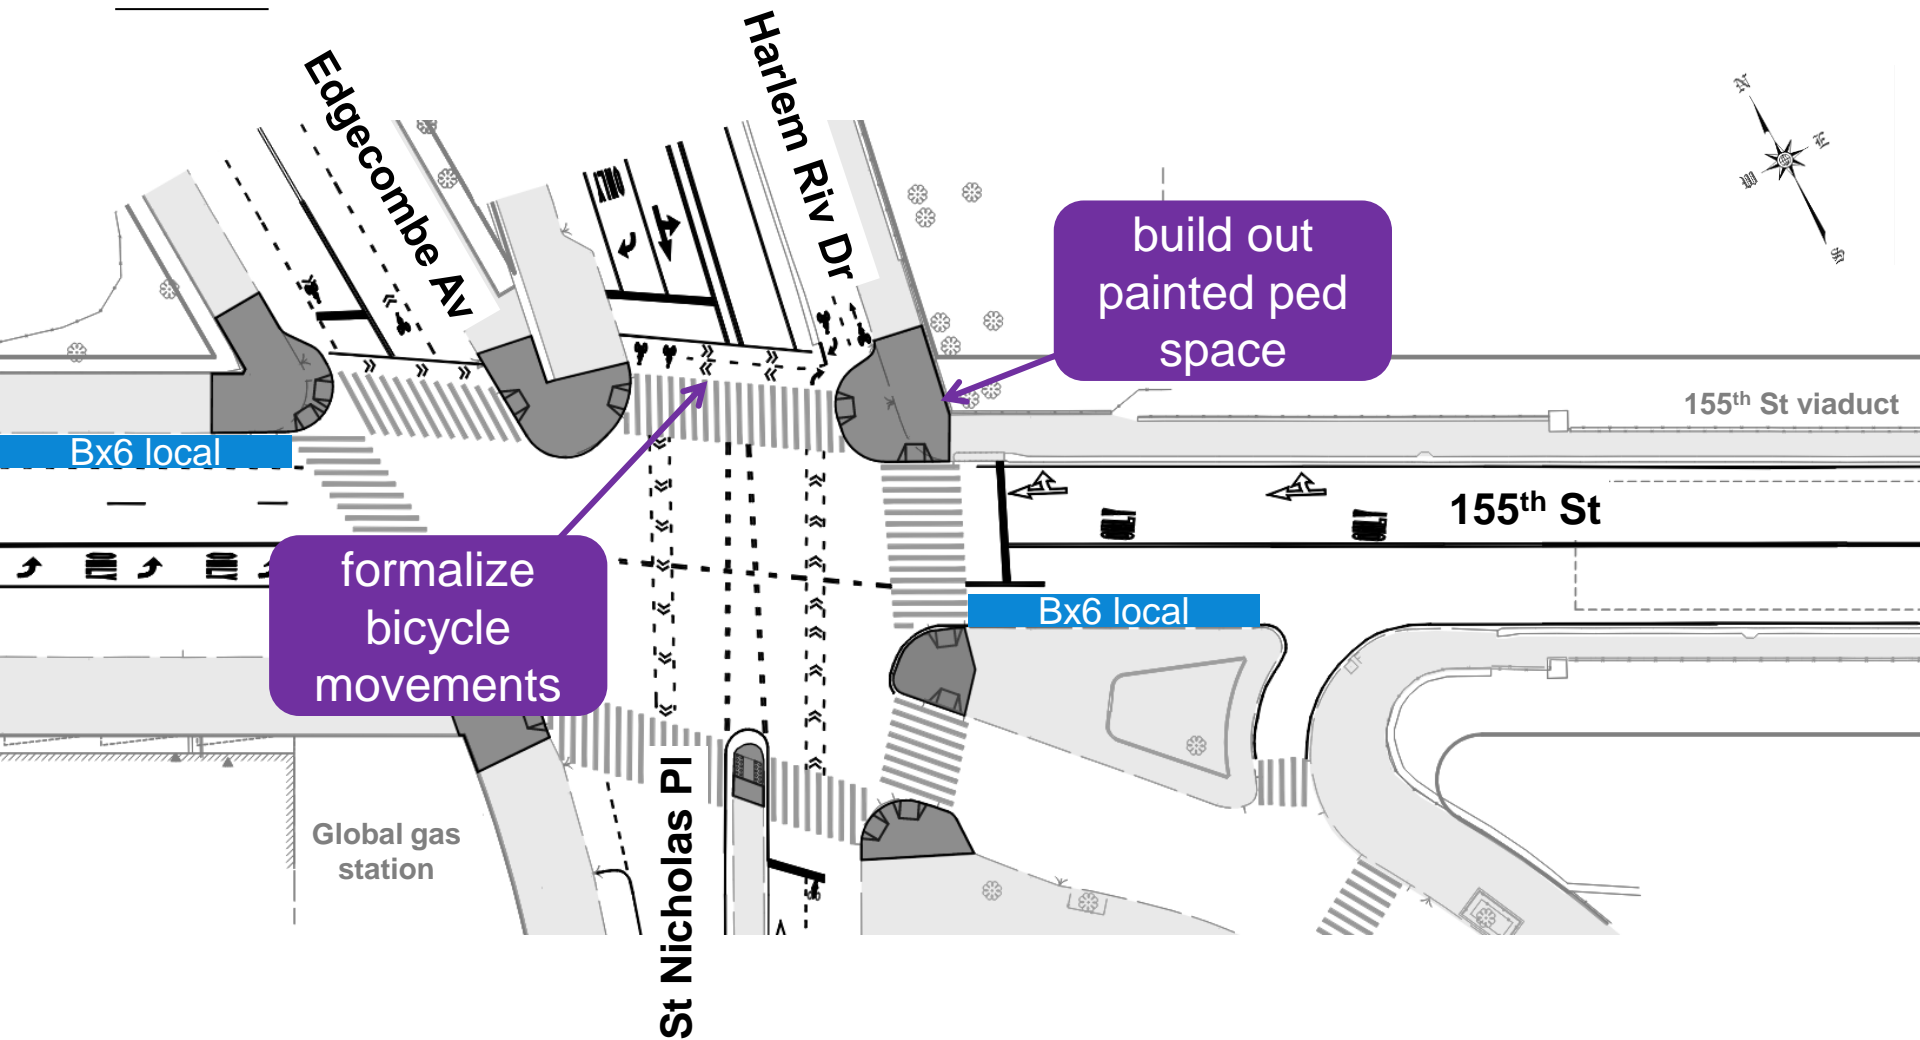 Edgecombe Av
Harlem Riv Dr
N
E
W
S
ONLY
build out
painted ped
space
155th St viaduct
Bx6 local
155th St
formalize
bicycle
movements
Bx6 local
St Nicholas Pl
Global gas
station